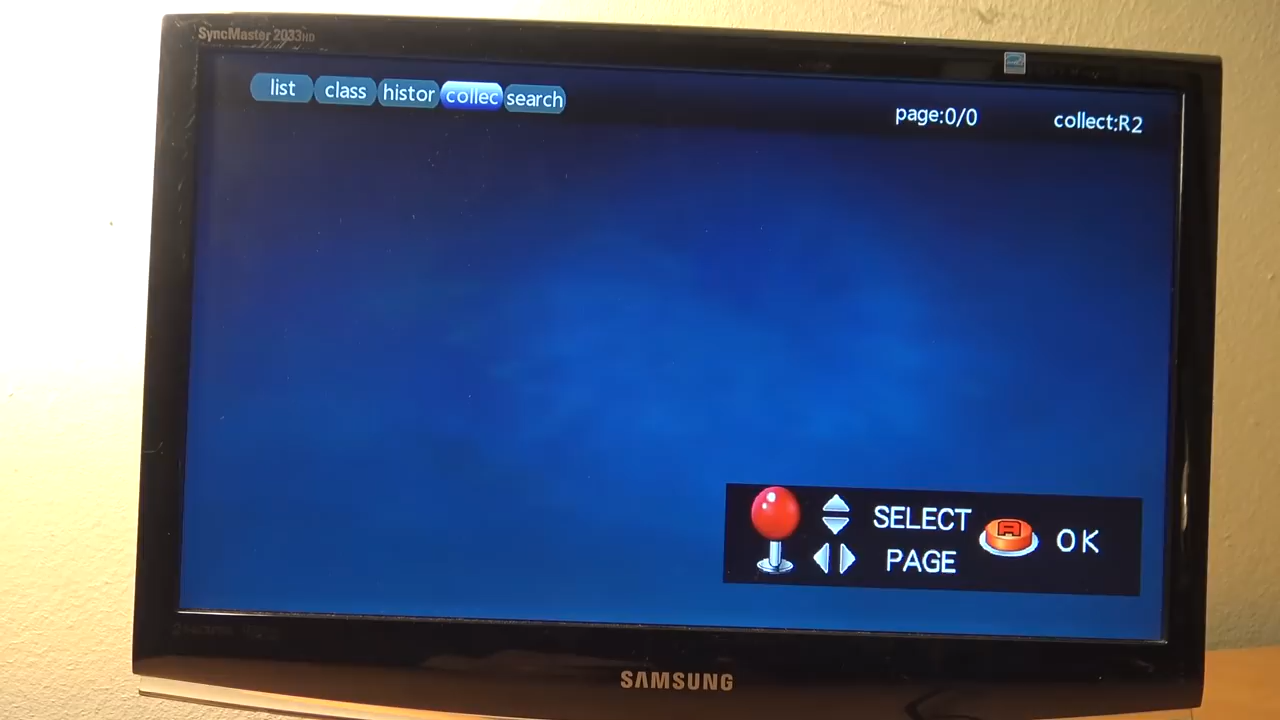 SyncMaster 2033HD
list class histor collec search
page:0/0 collect:R2
SELECT
A OK
PAGE
SAMSUNG